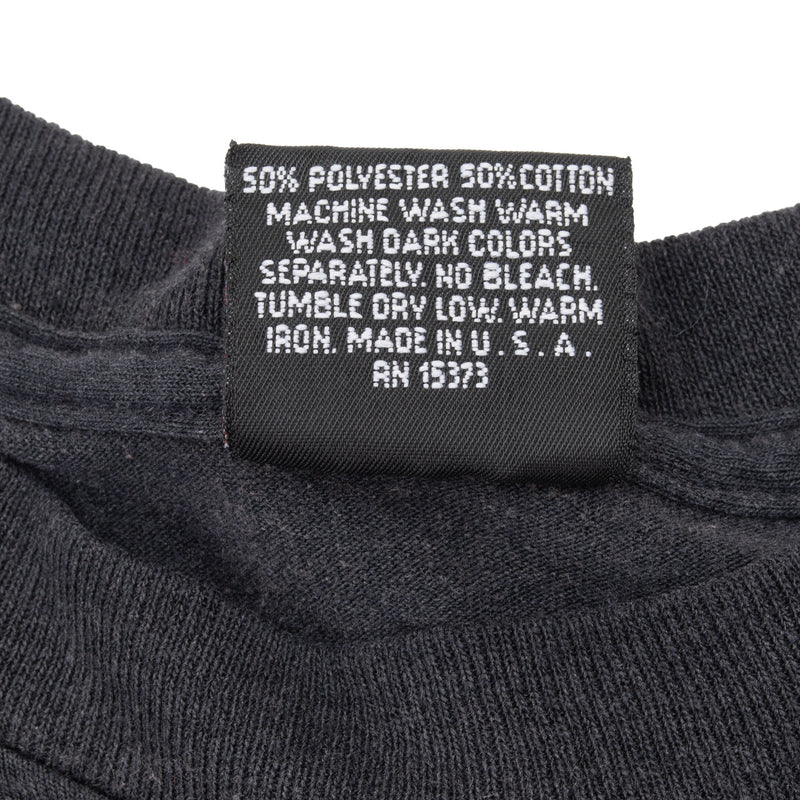 50% POLYESTER 50% COTTON
MACHINE WASH WARM
WASH DARK COLORS
SEPARATELY. NO BLEACH.
TUMBLE DRY LOW. WARM
IRON. MADE IN U.S.A.
RN 15373